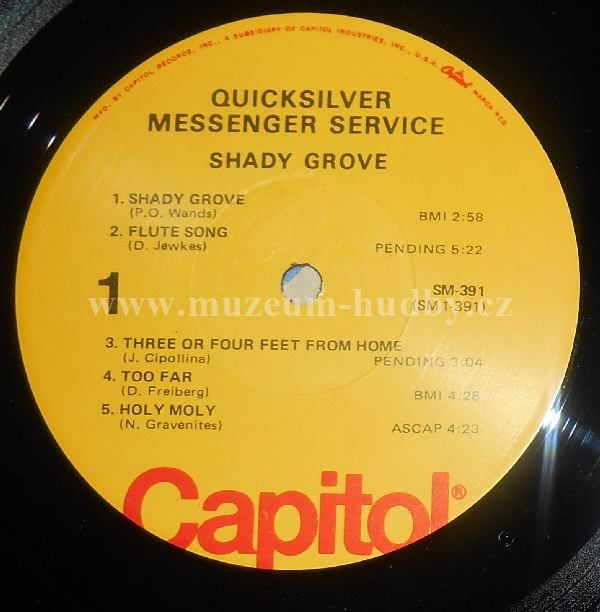 MFG. BY CAPITOL RECORDS, INC., A SUBSIDIARY OF CAPITOL INDUSTRIES, INC., U.S.A. Capitol MARCA REG.
QUICKSILVER
MESSENGER SERVICE
SHADY GROVE
1. SHADY GROVE
(P.O. Wands) BMI 2:58
2. FLUTE SONG
(D. Jewkes) PENDING 5:22
1
SM-391
(SM 1-391)
www.muzeum-hudby.cz
3. THREE OR FOUR FEET FROM HOME
(J. Cipollina) PENDING 3:04
4. TOO FAR
(D. Freiberg) BMI 4:28
5. HOLY MOLY
(N. Gravenites) ASCAP 4:23
Capitol®